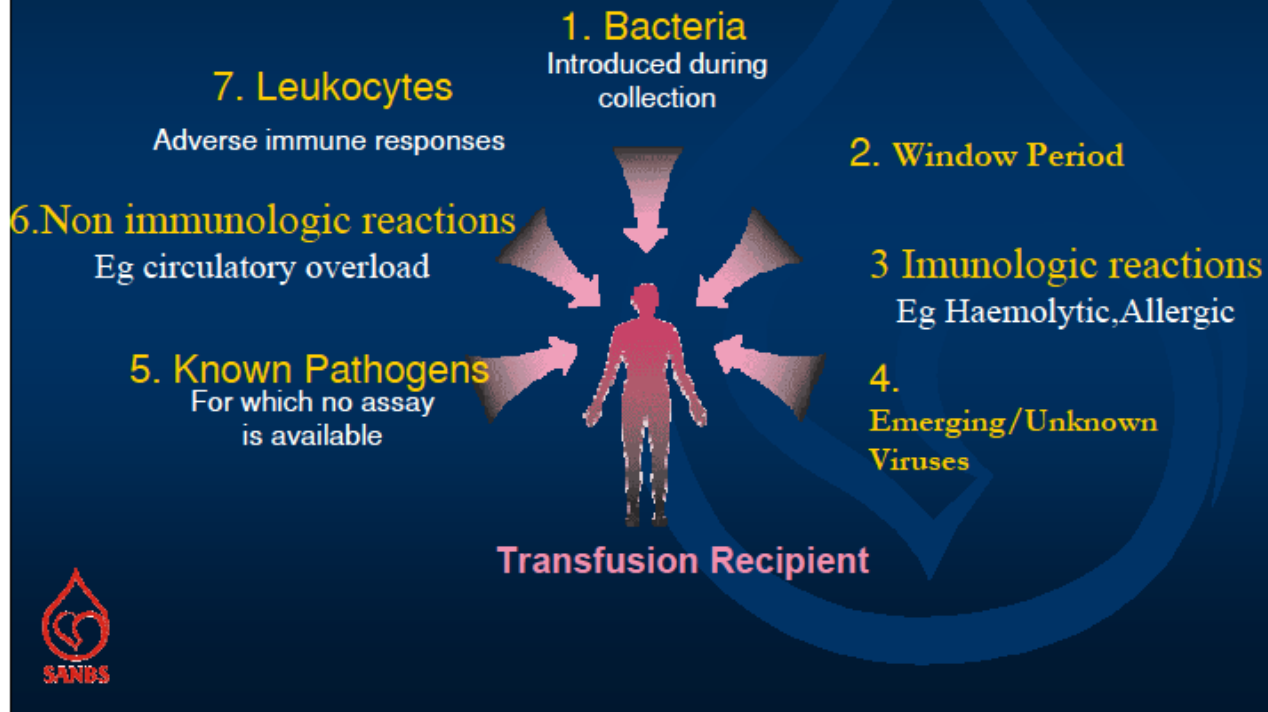 1. Bacteria
Introduced during
collection
2. Window Period
3 Imunologic reactions
Eg Haemolytic,Allergic
4.
Emerging/Unknown
Viruses
5. Known Pathogens
For which no assay
is available
6.Non immunologic reactions
Eg circulatory overload
7. Leukocytes
Adverse immune responses
Transfusion Recipient
SANBS